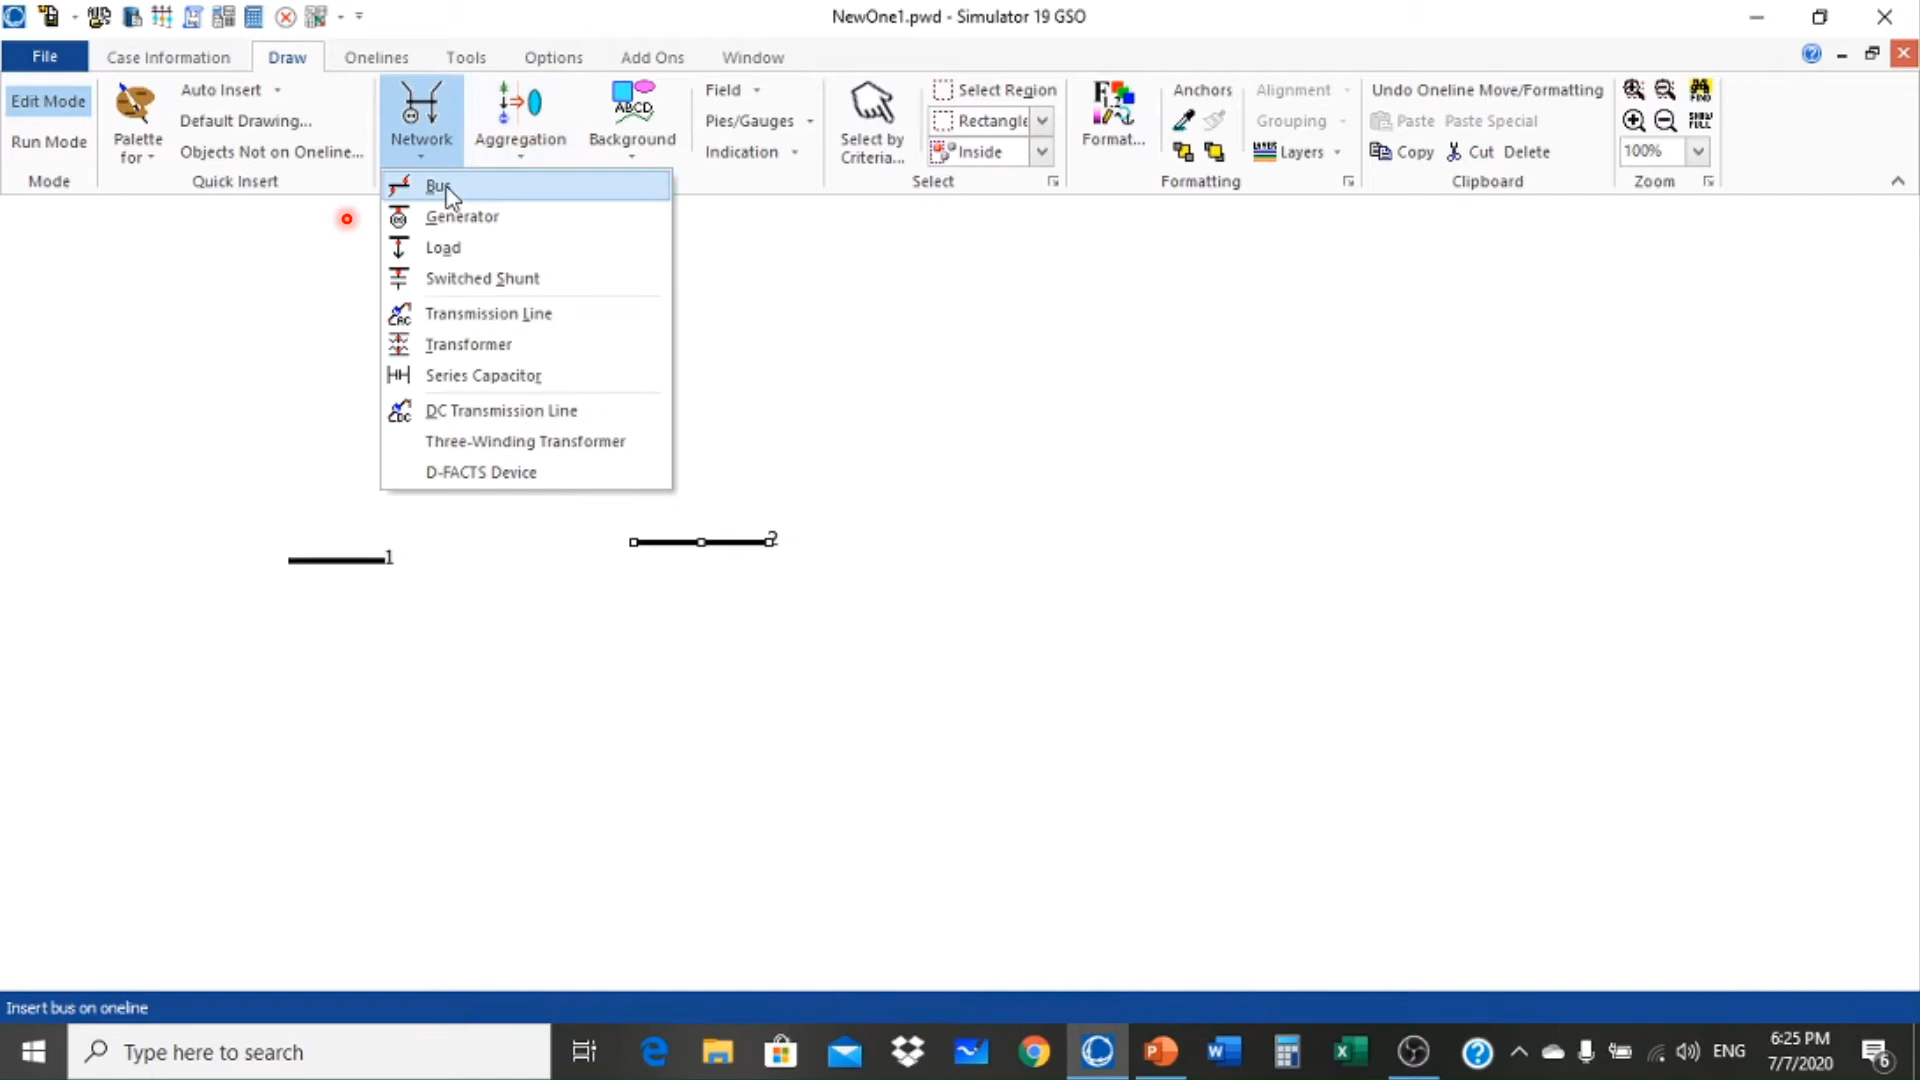 NewOne1.pwd - Simulator 19 GSO
File Case Information Draw Onelines Tools Options Add Ons Window
Edit Mode
Run Mode
Mode
Palette
for
Auto Insert
Default Drawing...
Objects Not on Oneline...
Quick Insert
Network
Aggregation
ABCD
Background
Field
Pies/Gauges
Indication
Select by
Criteria...
Select Region
Rectangle
Inside
Select
Format...
Anchors
Alignment
Grouping
Layers
Formatting
Undo Oneline Move/Formatting
Paste Paste Special
Copy Cut Delete
Clipboard
100%
Zoom
Bus
Generator
Load
Switched Shunt
Transmission Line
Transformer
Series Capacitor
DC Transmission Line
Three-Winding Transformer
D-FACTS Device
1
2
Insert bus on oneline
Type here to search
ENG
6:25 PM
7/7/2020
6